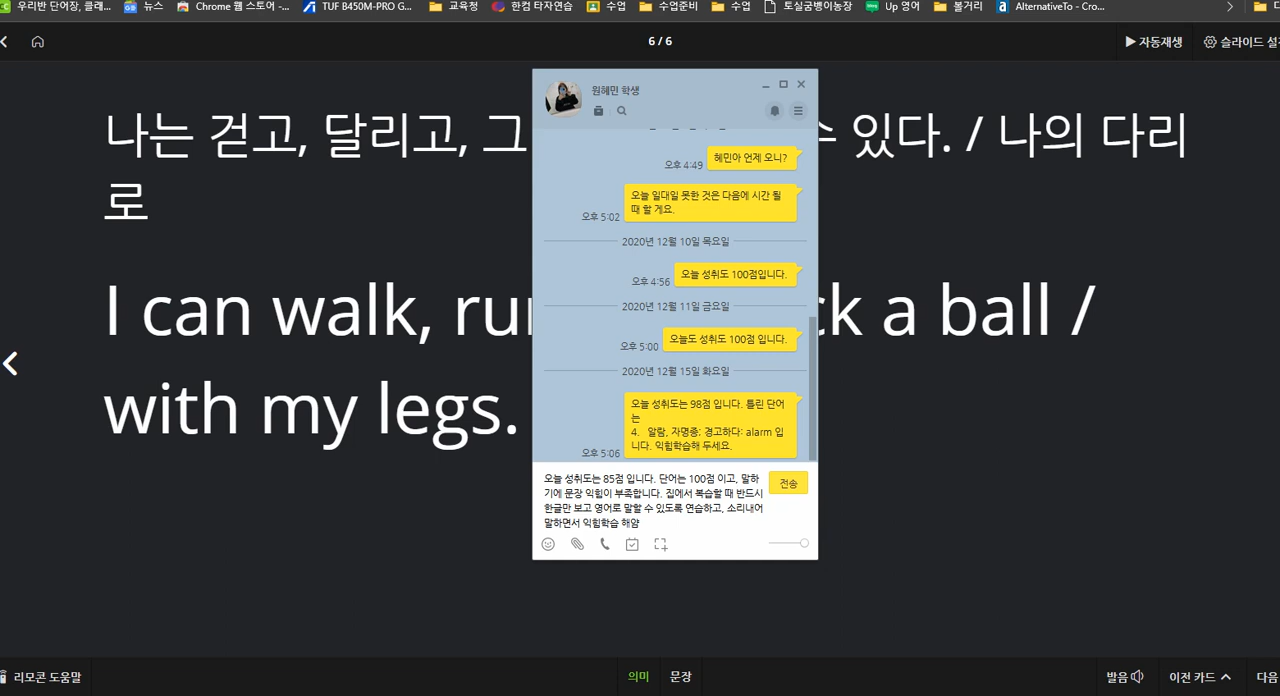 우리반 단어장, 클래... 뉴스 Chrome 웹 스토어 -... TUF B450M-PRO G... 교육청 한컴 타자연습 수업 수업준비 수업 토실굼벵이농장 Up 영어 볼거리 AlternativeTo - Cro...
6 / 6
자동재생
슬라이드 설
나는 걷고, 달리고, 그
수 있다. / 나의 다리
로
I can walk, ru
ck a ball /
with my legs.
원혜민 학생
혜민아 언제 오니?
오후 4:49
오늘 일대일 못한 것은 다음에 시간 될
때 할 게요.
오후 5:02
2020년 12월 10일 목요일
오늘 성취도 100점입니다.
오후 4:56
2020년 12월 11일 금요일
오늘도 성취도 100점 입니다.
오후 5:00
2020년 12월 15일 화요일
오늘 성취도는 98점 입니다. 틀린 단어
는
4. 알람, 자명종; 경고하다: alarm 입
니다. 익힘학습해 두세요.
오후 5:06
오늘 성취도는 85점 입니다. 단어는 100점 이고, 말하
기에 문장 익힘이 부족합니다. 집에서 복습할 때 반드시
한글만 보고 영어로 말할 수 있도록 연습하고, 소리내어
말하면서 익힘학습 해얌
전송
리모콘 도움말
의미
문장
발음
이전 카드
다음